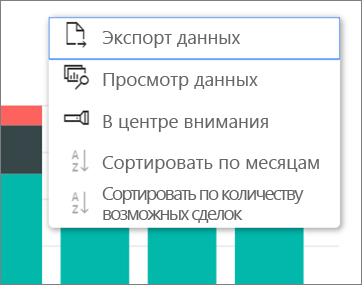 Экспорт данных
Просмотр данных
В центре внимания
A
Z
Сортировать по месяцам
A
Z
Сортировать по количеству
возможных сделок